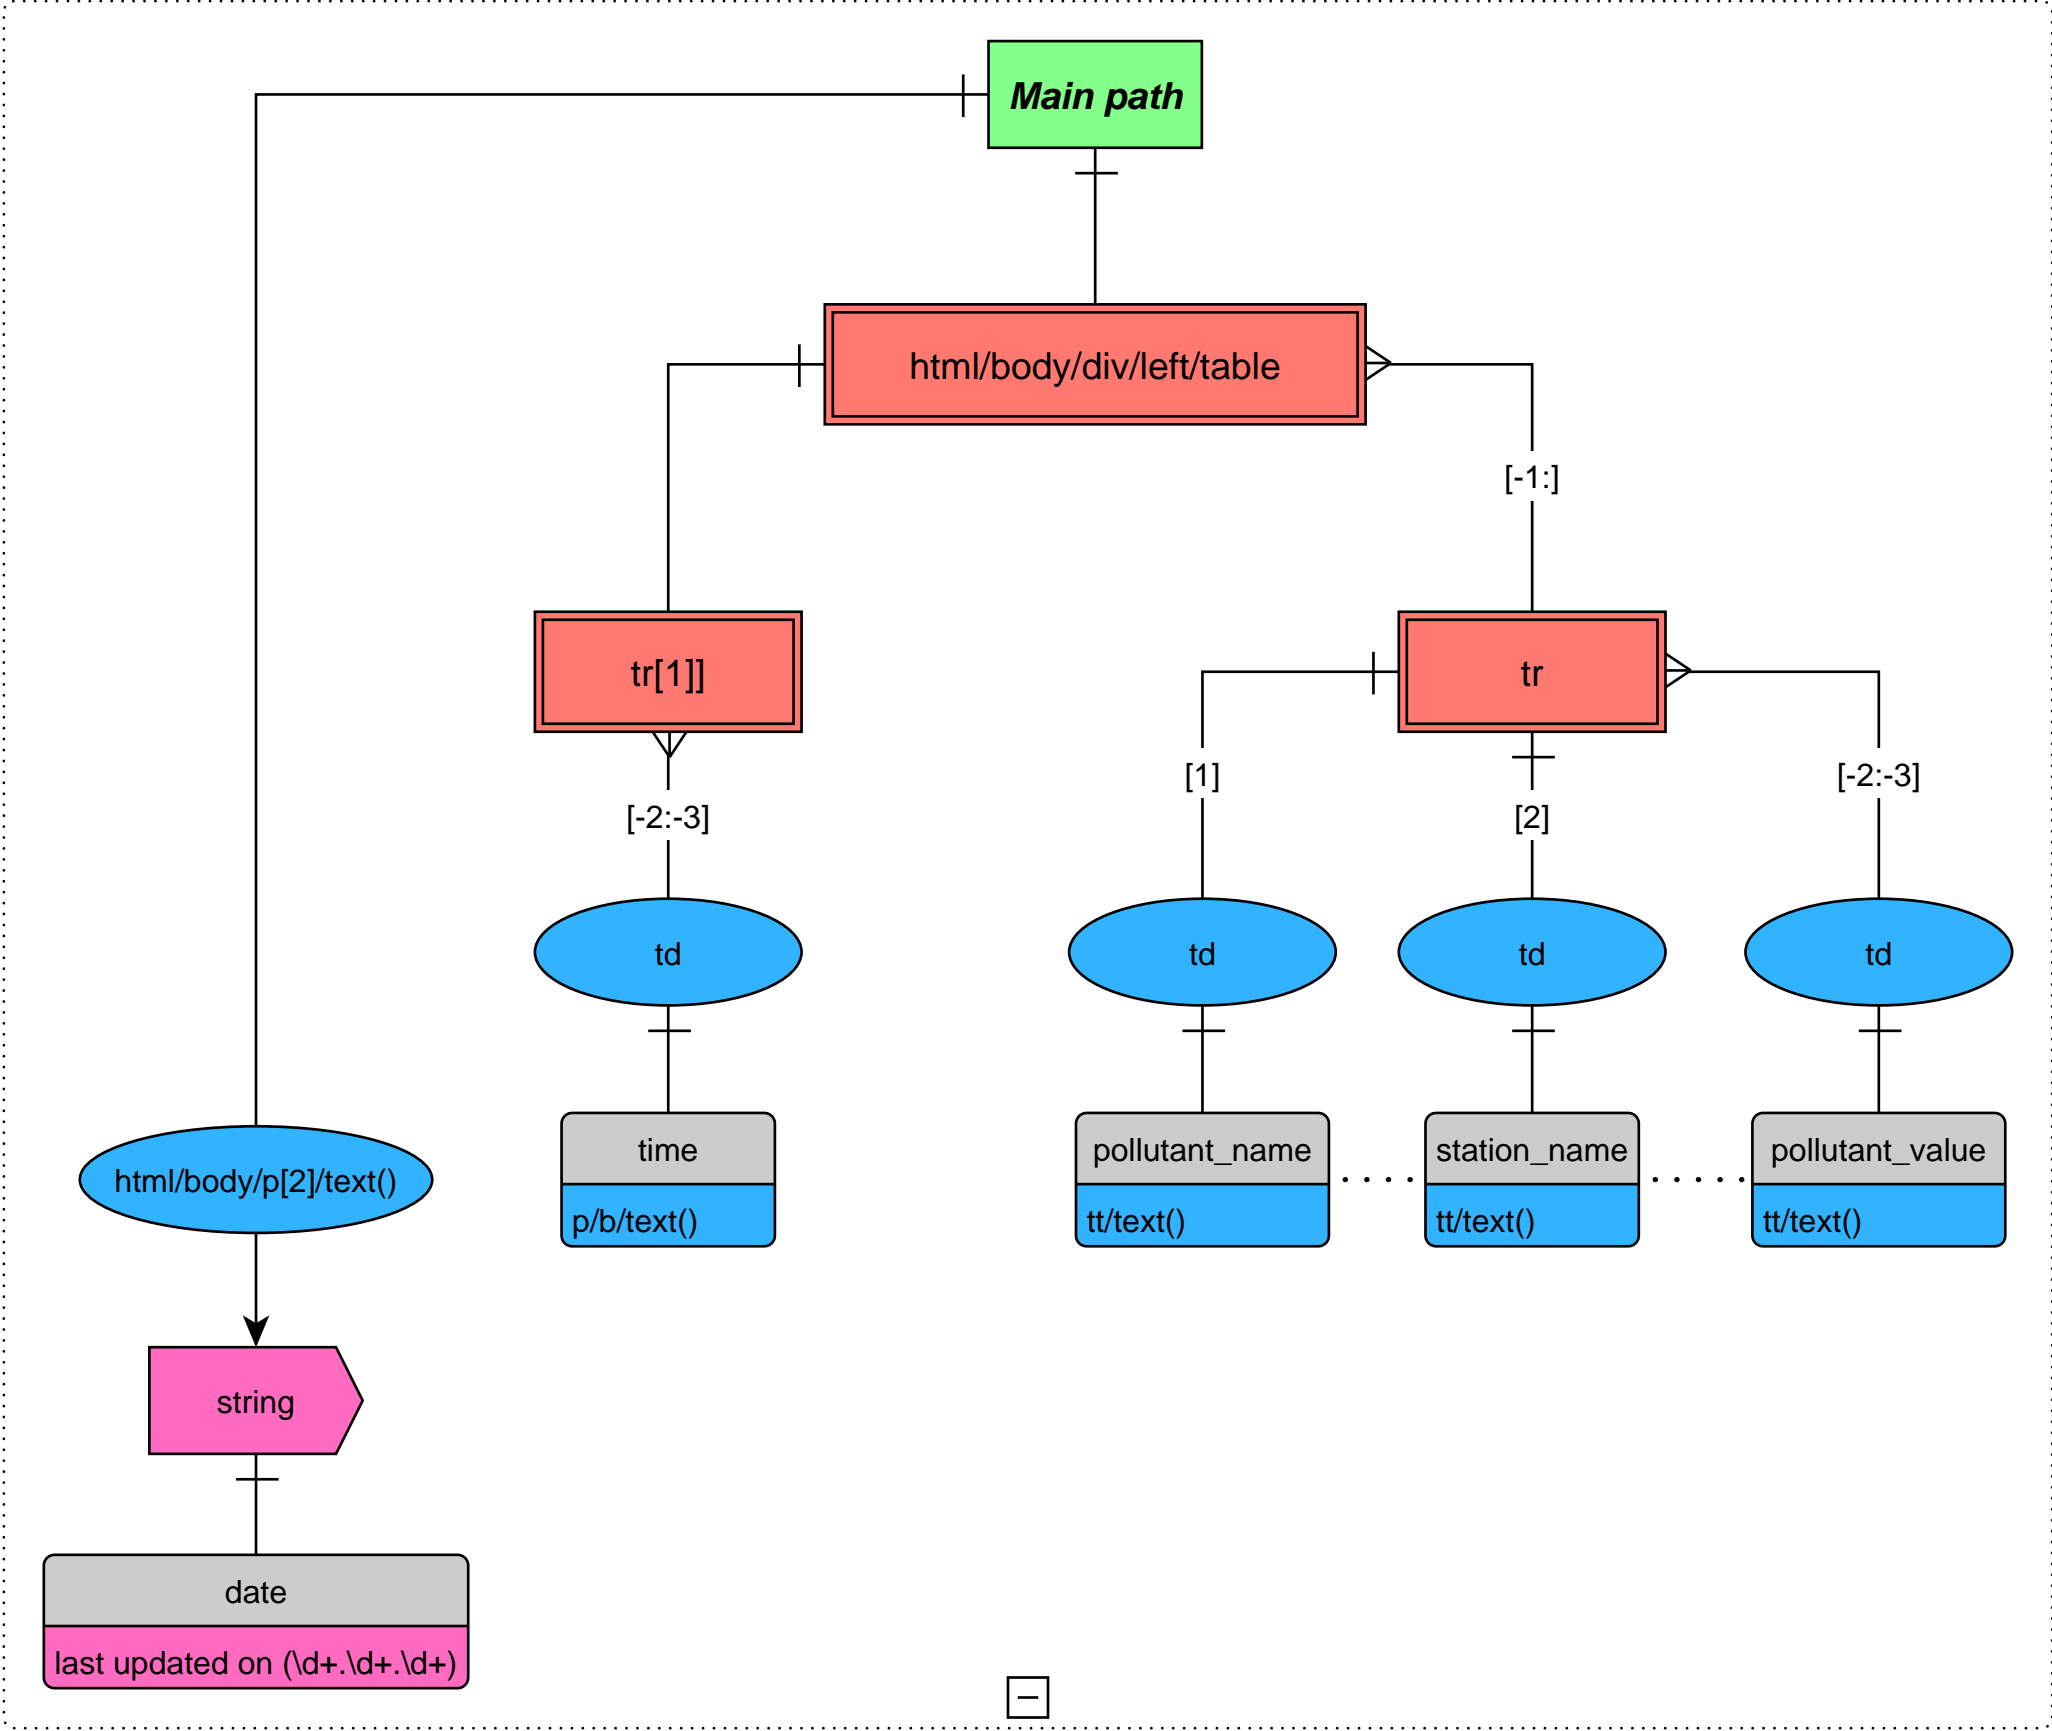 Main path
html/body/div/left/table
[-1:]
tr[1]]
tr
[1]
[-2:-3]
[-2:-3]
[2]
td
td
td
td
time
pollutant_name
station_name
pollutant_value
html/body/p[2]/text()
p/b/text()
tt/text()
tt/text()
tt/text()
string
date
last updated on (\d+.\d+.\d+)